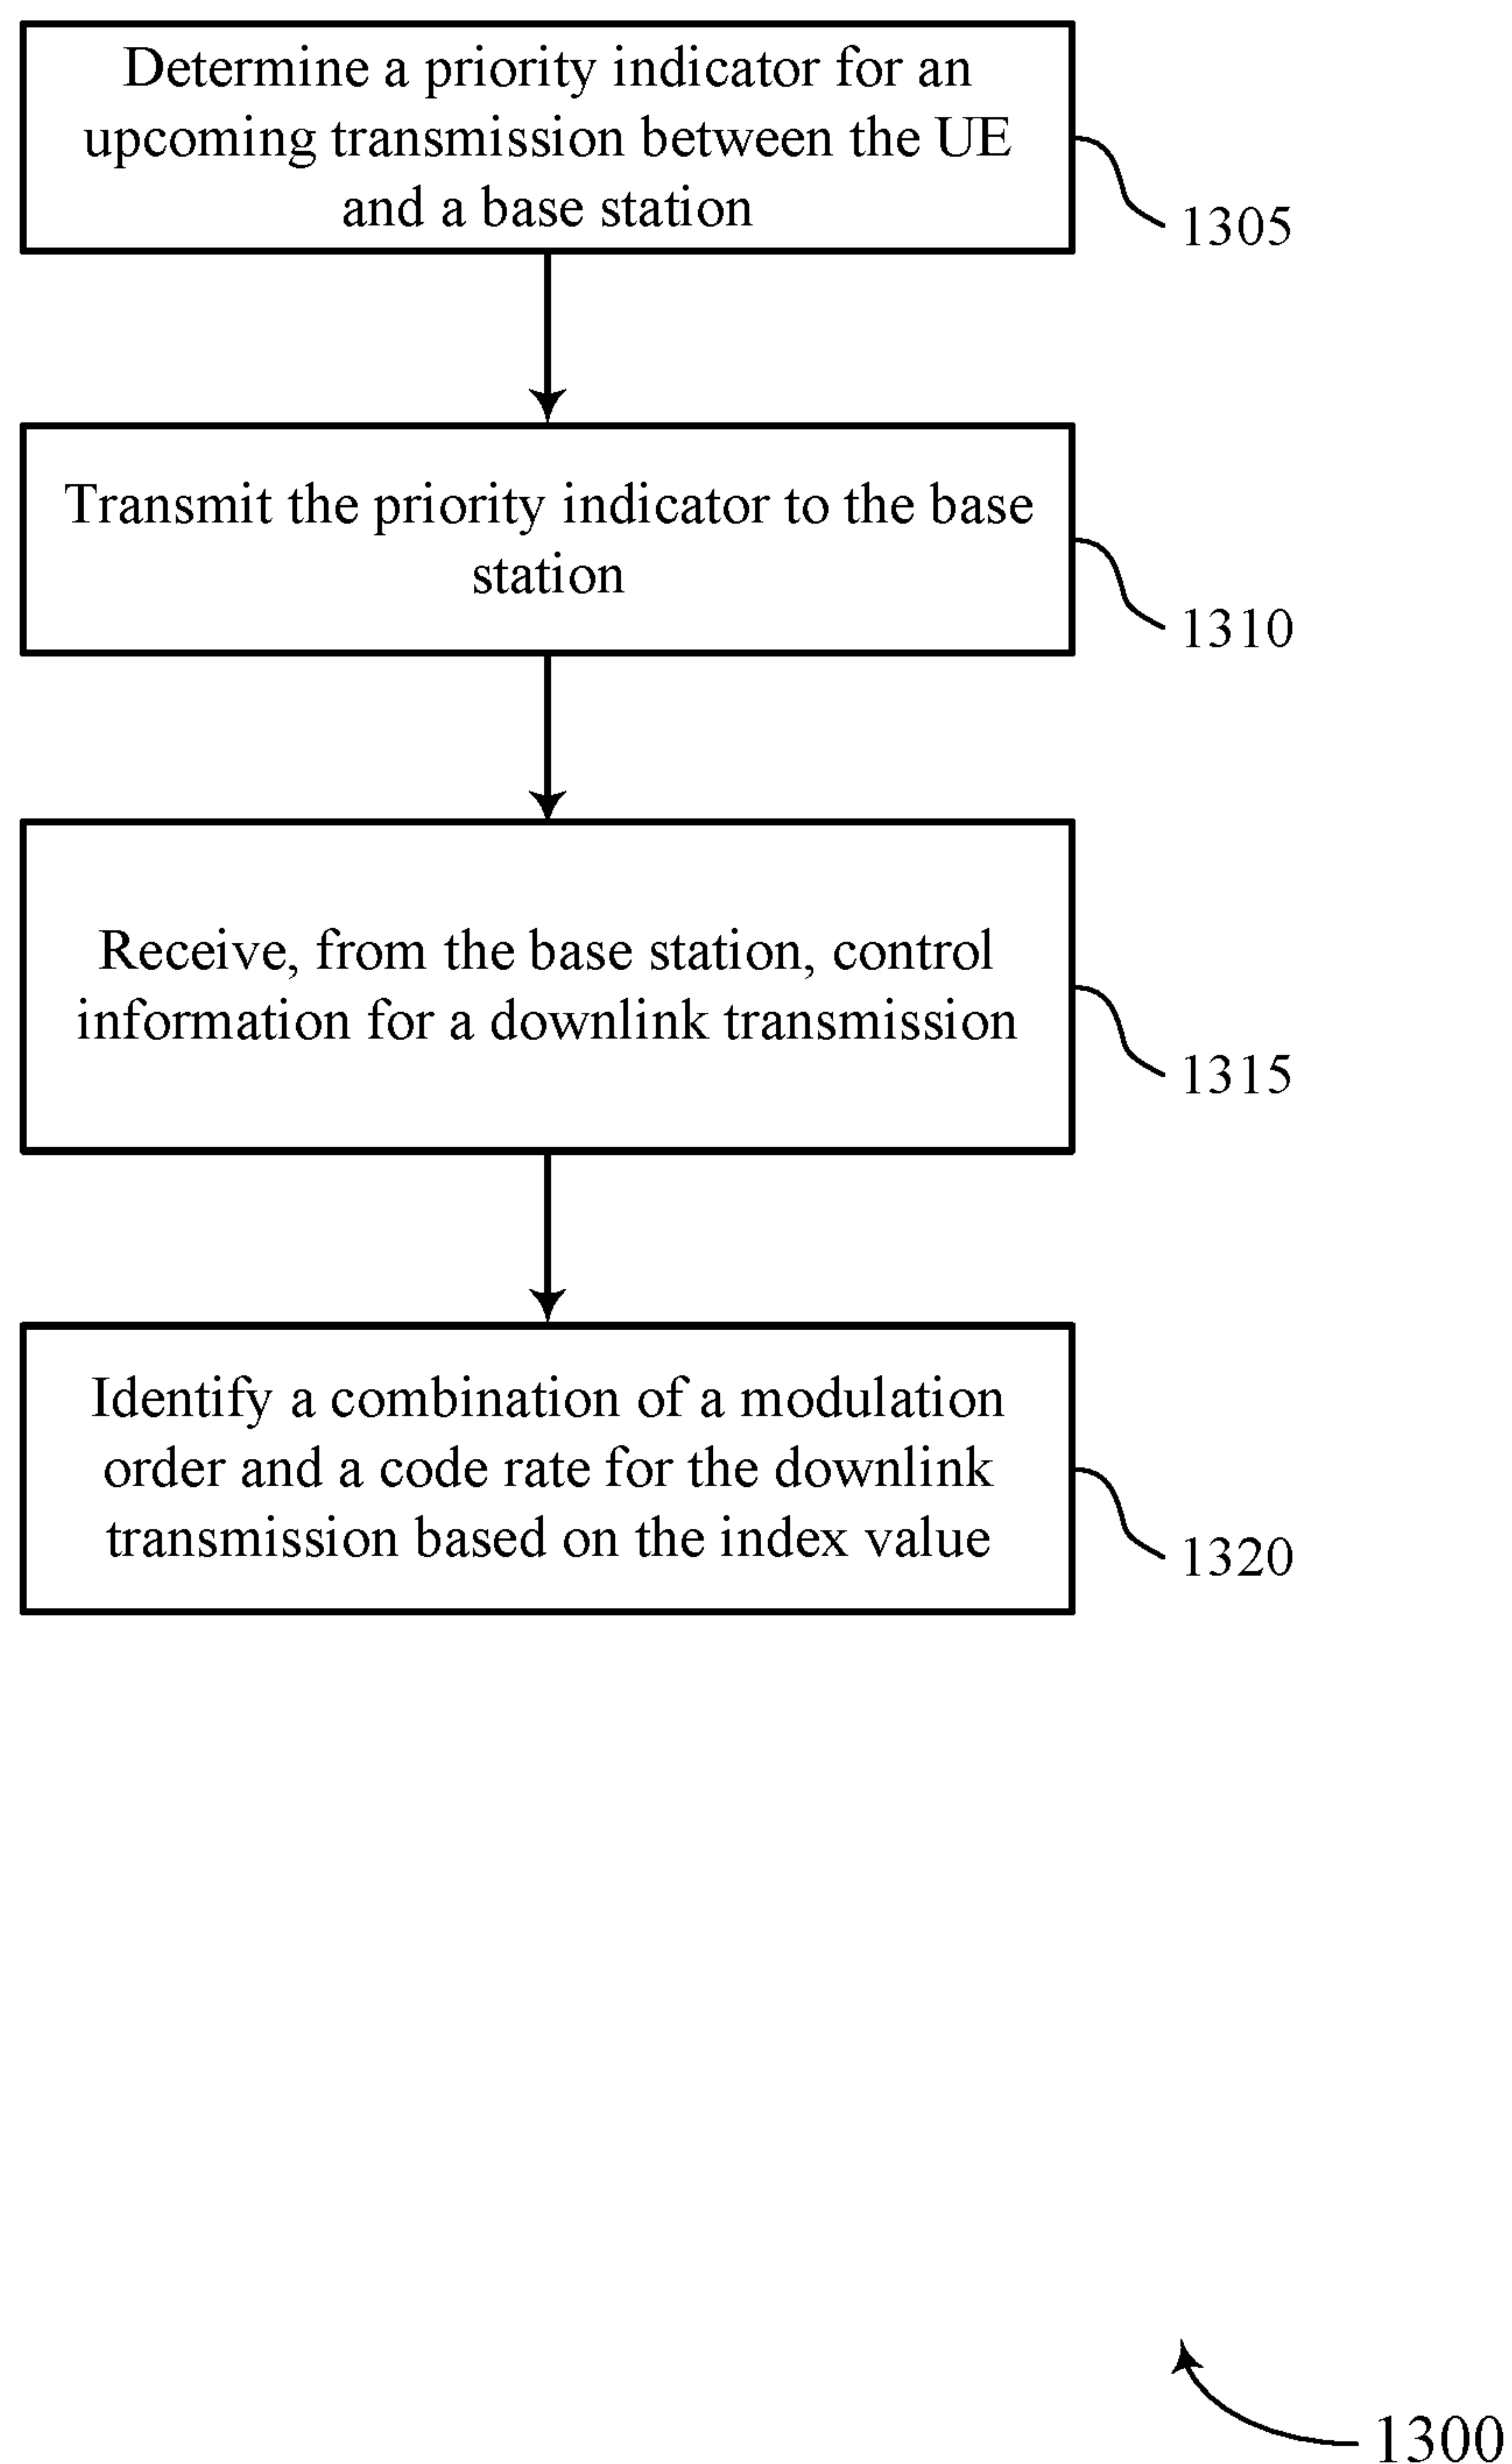 Determine a priority indicator for an
upcoming transmission between the UE
and a base station
1305
Transmit the priority indicator to the base
station
1310
Receive, from the base station, control
information for a downlink transmission
1315
Identify a combination of a modulation
order and a code rate for the downlink
transmission based on the index value
1320
1300